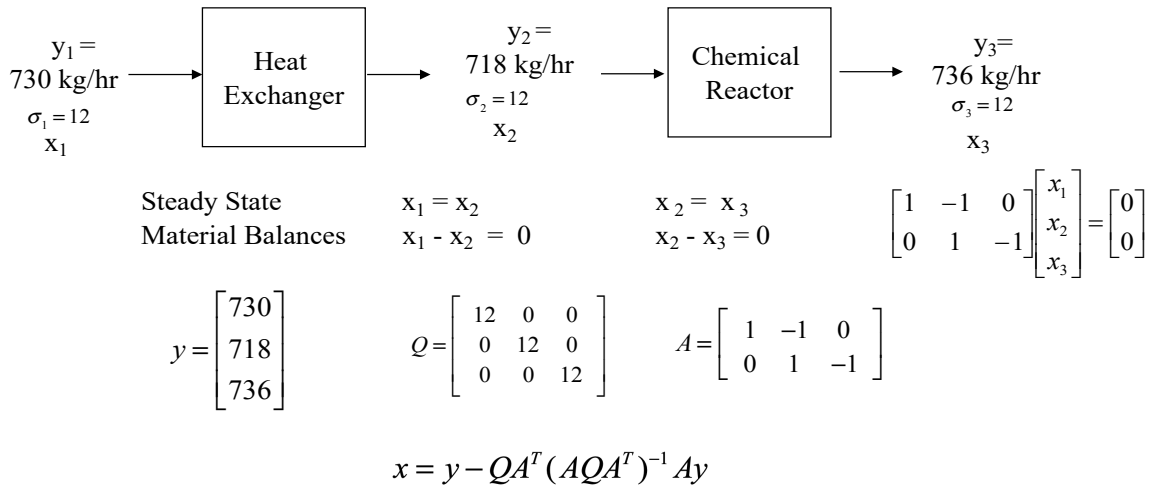 y₁ =
730 kg/hr
σ₁ = 12
x₁
Heat
Exchanger
y₂ =
718 kg/hr
σ₂ = 12
x₂
Chemical
Reactor
y₃=
736 kg/hr
σ₃ = 12
x₃
Steady State
Material Balances
x₁ = x₂
x₁ - x₂ = 0
x₂ = x₃
x₂ - x₃ = 0
[1 −1 0; 0 1 −1] [x₁; x₂; x₃] = [0; 0]
y = [730; 718; 736]
Q = [12 0 0; 0 12 0; 0 0 12]
A = [1 −1 0; 0 1 −1]
x = y − QAᵀ(AQAᵀ)⁻¹ Ay